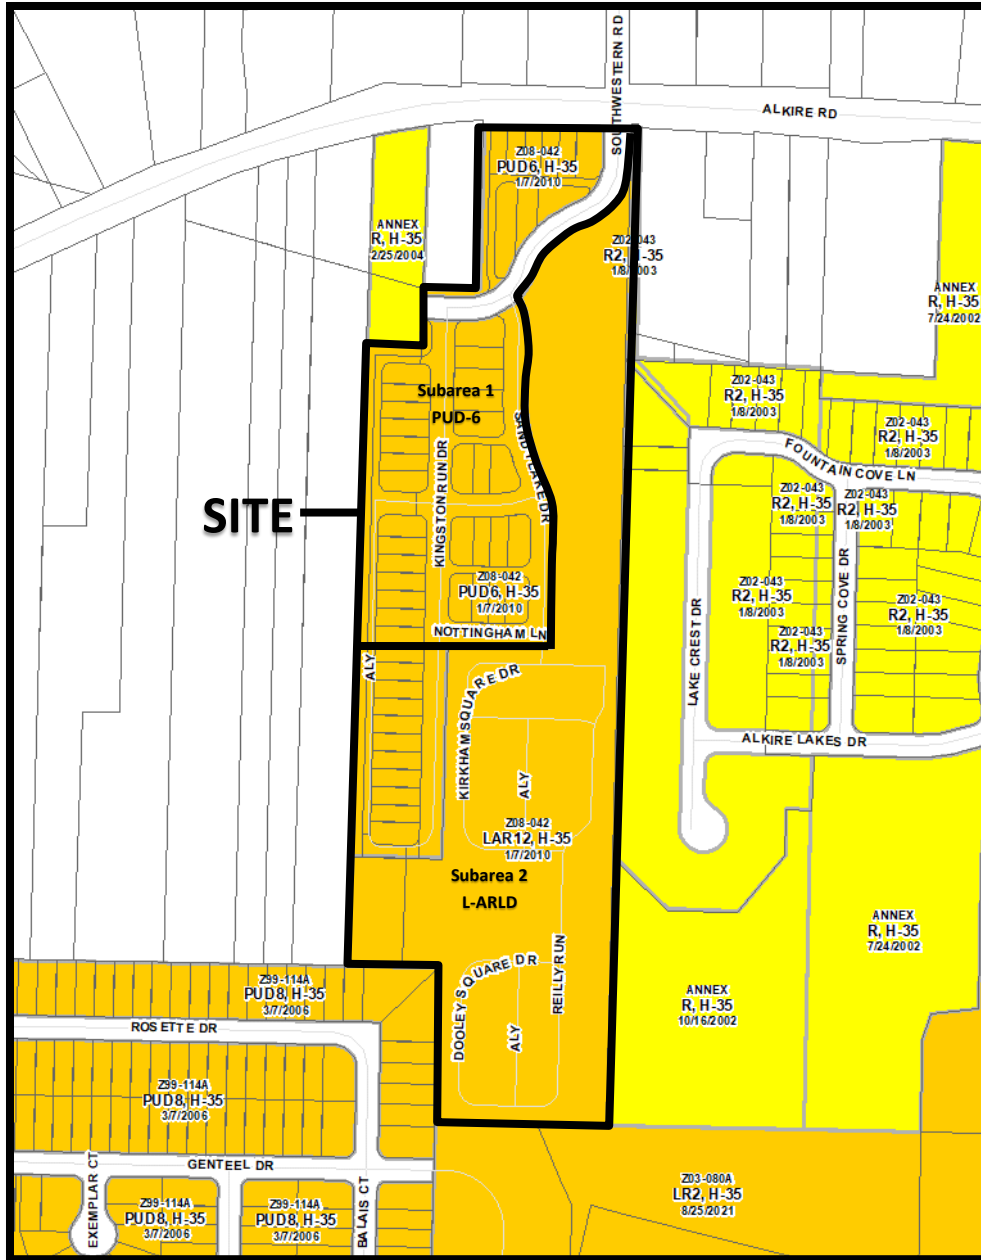 SOUTHWESTERN RD
ALKIRE RD
Z08-042
PUD6, H-35
1/7/2010
ANNEX
R, H-35
2/25/2004
Z02-043
R2, H-35
1/8/2003
ANNEX
R, H-35
7/24/2002
Subarea 1
PUD-6
Z02-043
R2, H-35
1/8/2003
Z02-043
R2, H-35
1/8/2003
FOUNTAIN COVE LN
SANDY LAKE DR
KINGSTON RUN DR
SITE
Z02-043
R2, H-35
1/8/2003
Z02-043
R2, H-35
1/8/2003
Z08-042
PUD6, H-35
1/7/2010
NOTTINGHAM LN
Z02-043
R2, H-35
1/8/2003
Z02-043
R2, H-35
1/8/2003
Z02-043
R2, H-35
1/8/2003
SPRING COVE DR
LAKE CREST DR
ALY
KIRKHAM SQUARE DR
ALKIRE LAKES DR
ALY
Z08-042
LAR12, H-35
1/7/2010
Subarea 2
L-ARLD
ANNEX
R, H-35
7/24/2002
REILLY RUN
DOOLEY SQUARE DR
ALY
Z99-114A
PUD8, H-35
3/7/2006
ANNEX
R, H-35
10/16/2002
ROSETTE DR
Z99-114A
PUD8, H-35
3/7/2006
GENTEEL DR
EXEMPLAR CT
Z99-114A
PUD8, H-35
3/7/2006
Z99-114A
PUD8, H-35
3/7/2006
BALAIS CT
Z03-080A
LR2, H-35
8/25/2021